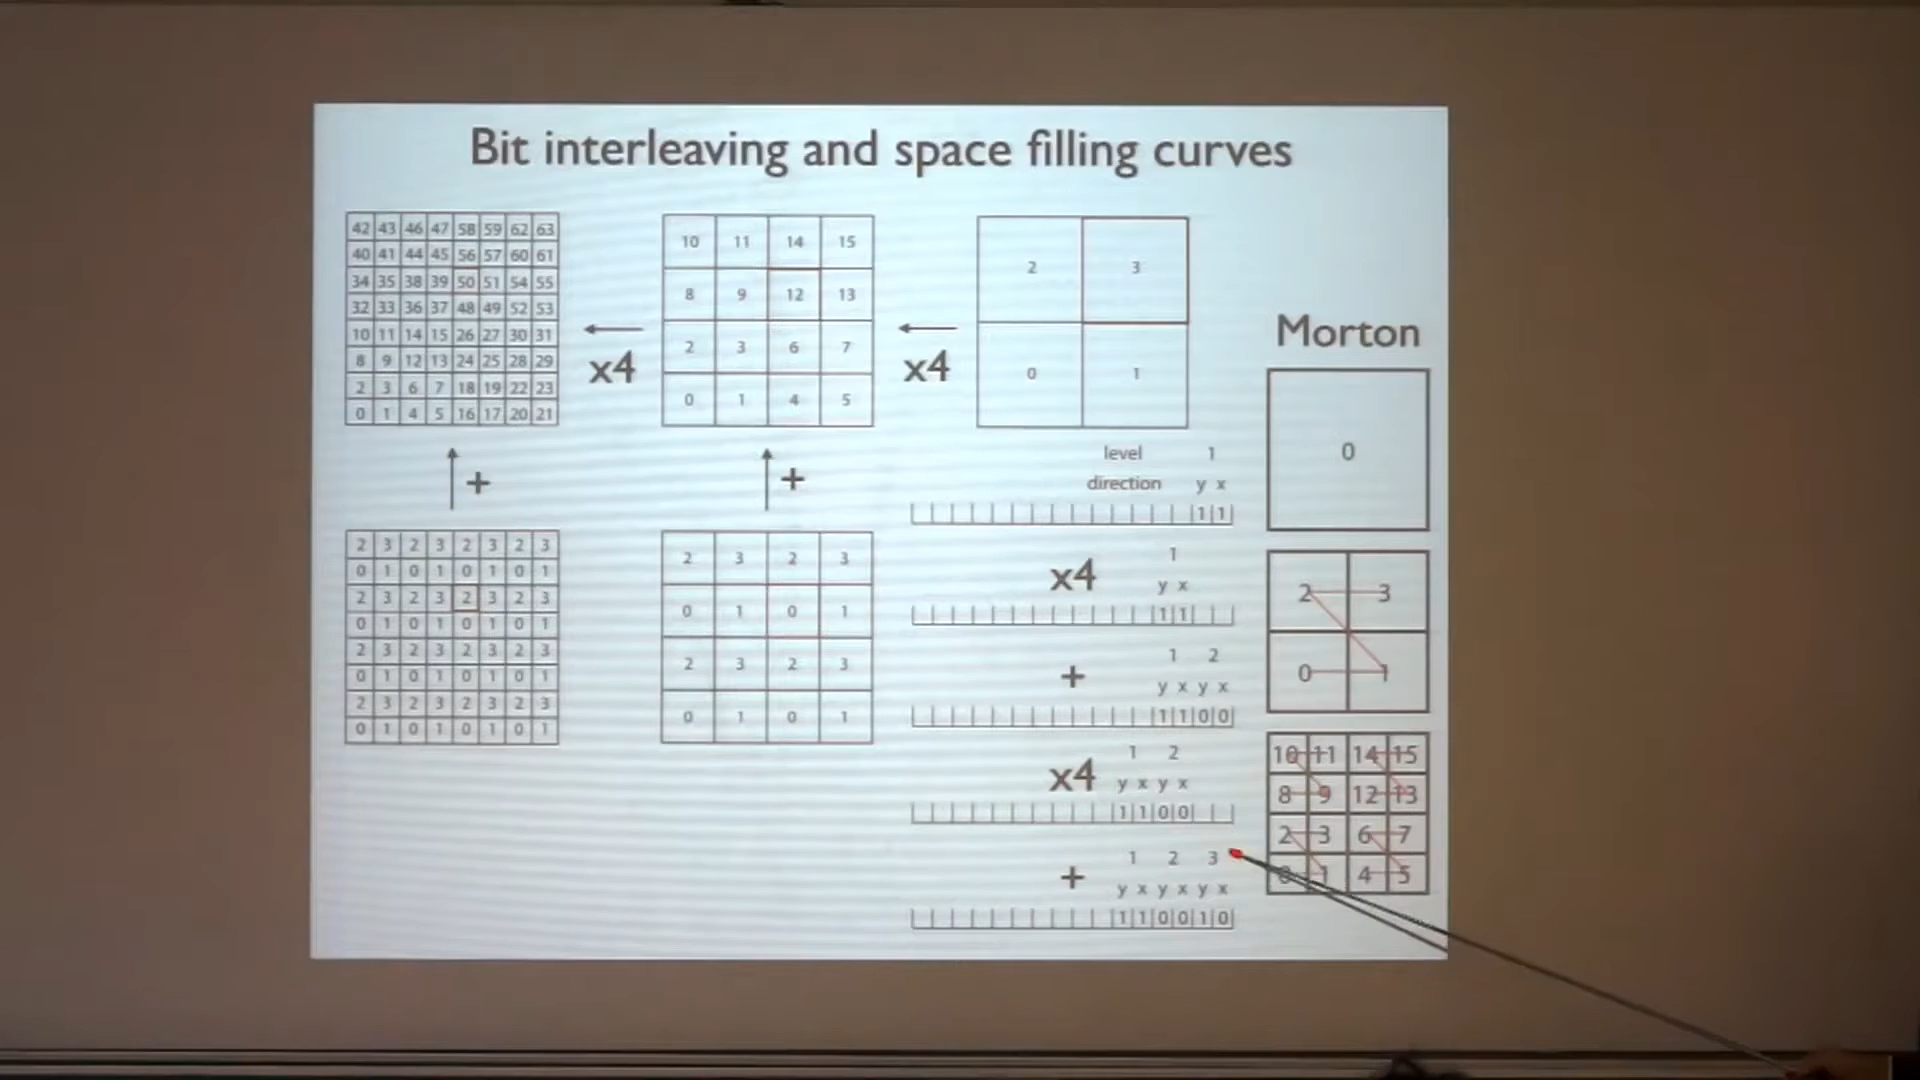 Bit interleaving and space filling curves
42 43 46 47 58 59 62 63
40 41 44 45 56 57 60 61
34 35 38 39 50 51 54 55
32 33 36 37 48 49 52 53
10 11 14 15 26 27 30 31
8 9 12 13 24 25 28 29
2 3 6 7 18 19 22 23
0 1 4 5 16 17 20 21
x4
10 11 14 15
8 9 12 13
2 3 6 7
0 1 4 5
x4
2 3
0 1
+
2 3 2 3 2 3 2 3
0 1 0 1 0 1 0 1
2 3 2 3 2 3 2 3
0 1 0 1 0 1 0 1
2 3 2 3 2 3 2 3
0 1 0 1 0 1 0 1
2 3 2 3 2 3 2 3
0 1 0 1 0 1 0 1
+
2 3 2 3
0 1 0 1
2 3 2 3
0 1 0 1
level 1
direction y x
1 1
x4 1
y x
1 1
+ 1 2
y x y x
1 1 0 0
x4 1 2
y x y x
1 1 0 0
+ 1 2 3
y x y x y x
1 1 0 0 1 0
Morton
0
2 3
0 1
10 11 14 15
8 9 12 13
2 3 6 7
0 1 4 5